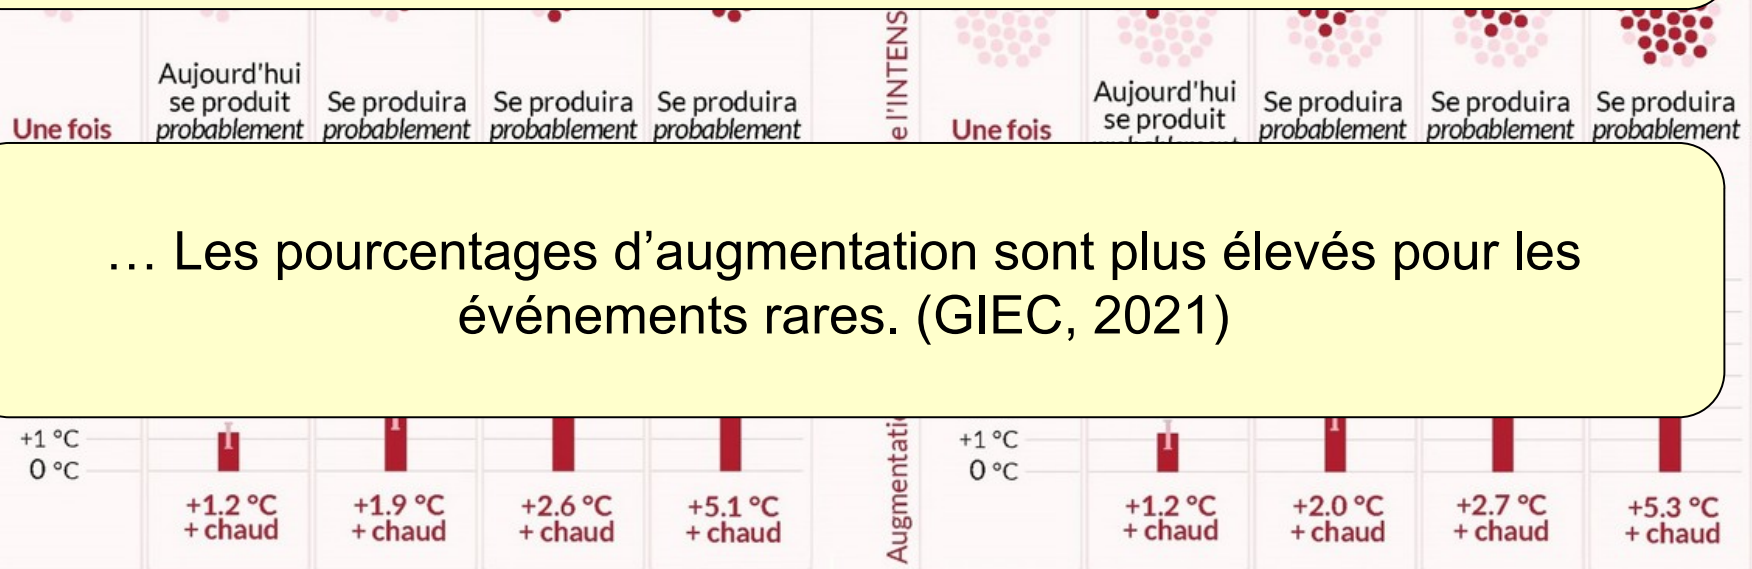 Aujourd'hui
se produit
probablement
Une fois
Se produira
probablement
Se produira
probablement
Se produira
probablement
e l'INTENS
Une fois
Aujourd'hui
se produit
Se produira
probablement
Se produira
probablement
Se produira
probablement
… Les pourcentages d’augmentation sont plus élevés pour les
événements rares. (GIEC, 2021)
+1 °C
0 °C
+1.2 °C
+ chaud
+1.9 °C
+ chaud
+2.6 °C
+ chaud
+5.1 °C
+ chaud
Augmentati
+1 °C
0 °C
+1.2 °C
+ chaud
+2.0 °C
+ chaud
+2.7 °C
+ chaud
+5.3 °C
+ chaud